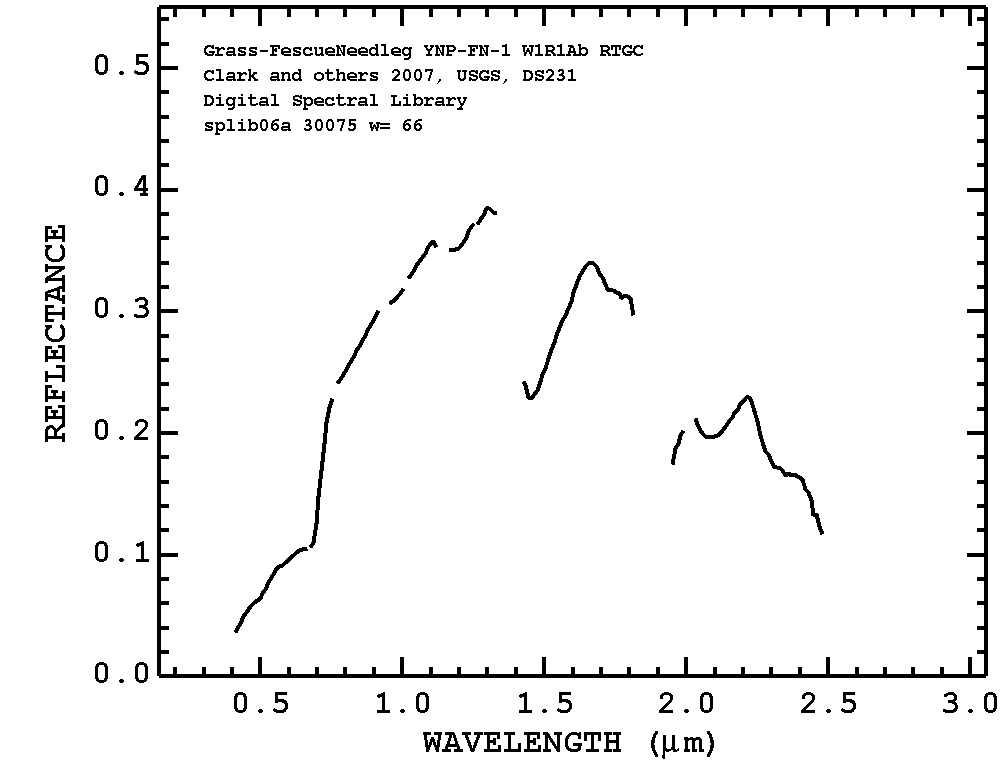 Grass-FescueNeedleg YNP-FN-1 W1R1Ab RTGC
Clark and others 2007, USGS, DS231
Digital Spectral Library
splib06a 30075 w= 66
0.5
0.4
0.3
0.2
0.1
0.0
REFLECTANCE
0.5 1.0 1.5 2.0 2.5 3.0
WAVELENGTH (μm)